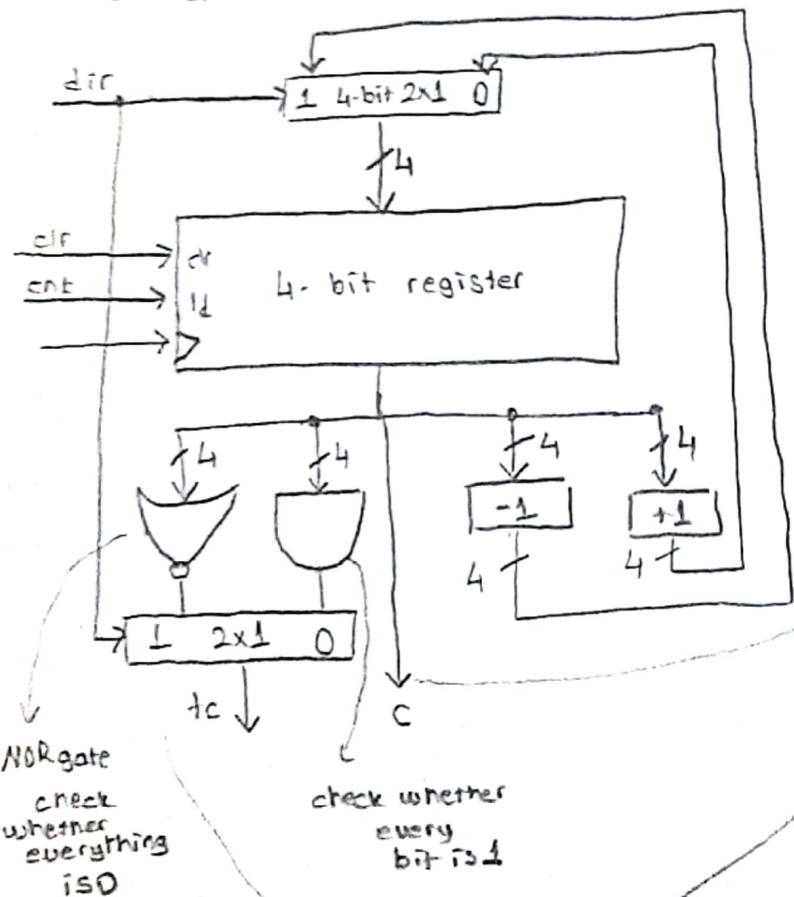 dir
1 4-bit 2x1 0
4
clr
clr
cnt
ld
4-bit register
4
4
4
4
-1
+1
4
4
1 2x1 0
tc
C
NOR gate
check
whether
everything
is 0
check whether
every
bit is 1